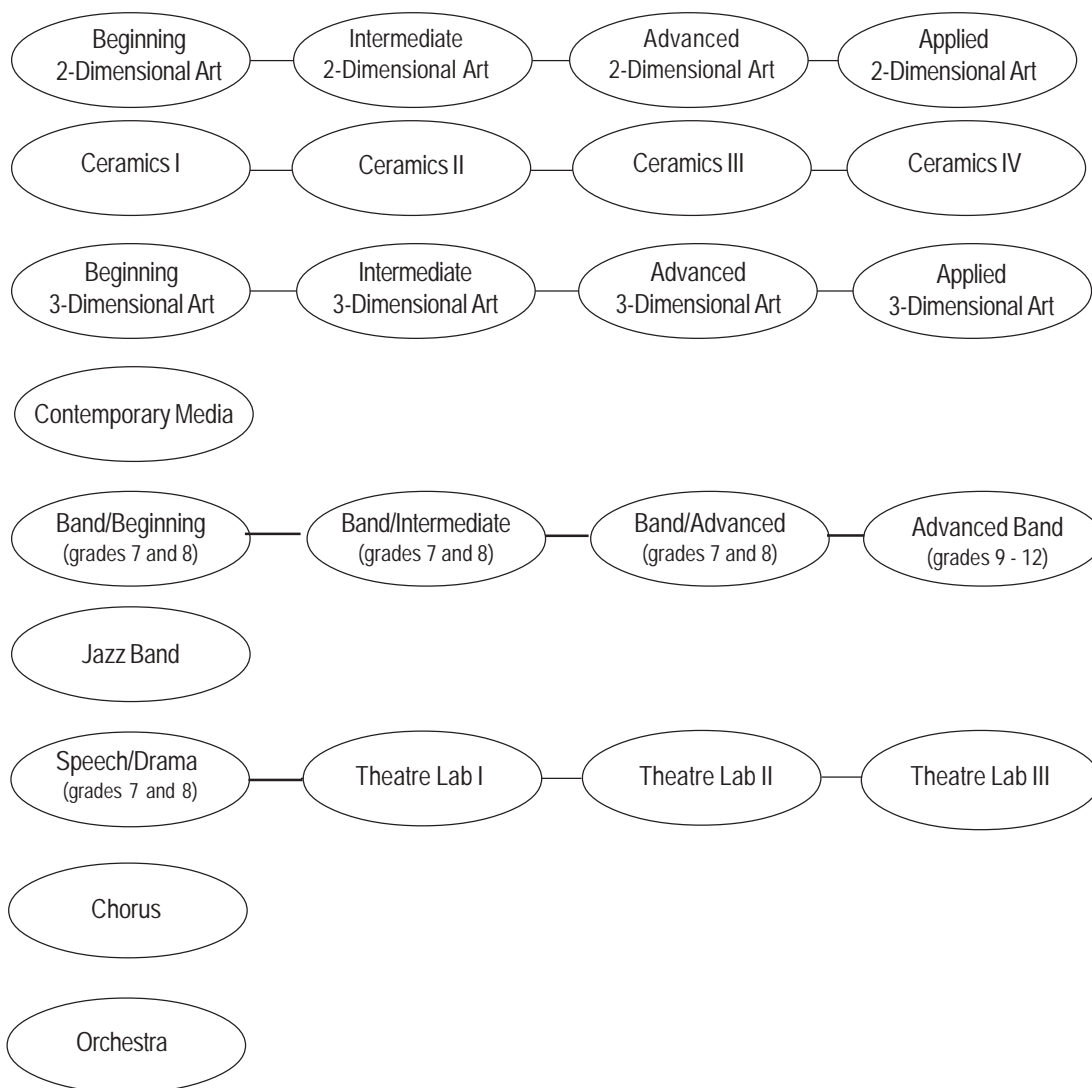 Beginning
2-Dimensional Art
Intermediate
2-Dimensional Art
Advanced
2-Dimensional Art
Applied
2-Dimensional Art
Ceramics I
Ceramics II
Ceramics III
Ceramics IV
Beginning
3-Dimensional Art
Intermediate
3-Dimensional Art
Advanced
3-Dimensional Art
Applied
3-Dimensional Art
Contemporary Media
Band/Beginning
(grades 7 and 8)
Band/Intermediate
(grades 7 and 8)
Band/Advanced
(grades 7 and 8)
Advanced Band
(grades 9 - 12)
Jazz Band
Speech/Drama
(grades 7 and 8)
Theatre Lab I
Theatre Lab II
Theatre Lab III
Chorus
Orchestra